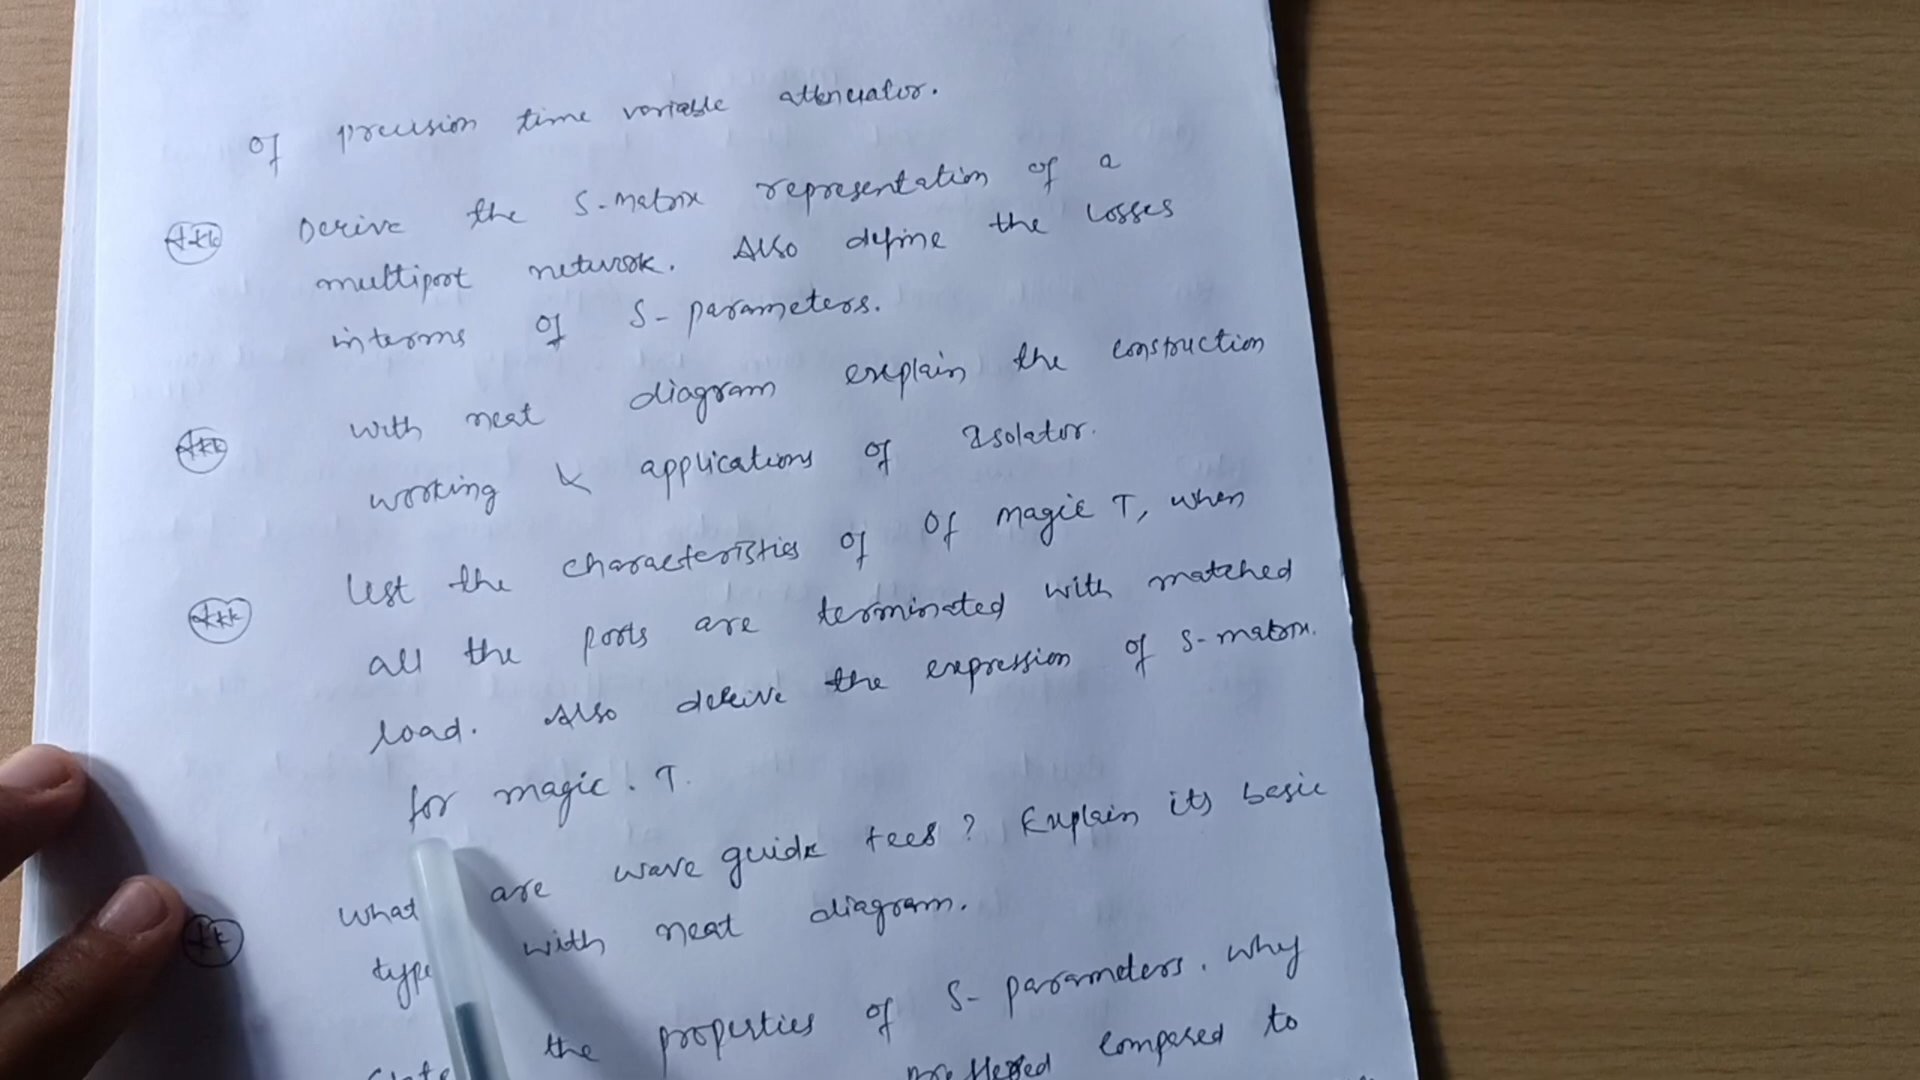 of precision time variable attenuator.
*** Derive the S-matrix representation of a
multiport network. Also define the losses
interms of S-parameters.
*** with neat diagram explain the construction
working & applications of Isolator.
*** List the characteristics of of magic T, when
all the ports are terminated with matched
load. Also derive the expression of S-matrix.
for magic. T.
** What are wave guide tees? Explain its basic
type with neat diagram.
State the properties of S-parameters. why
compared to